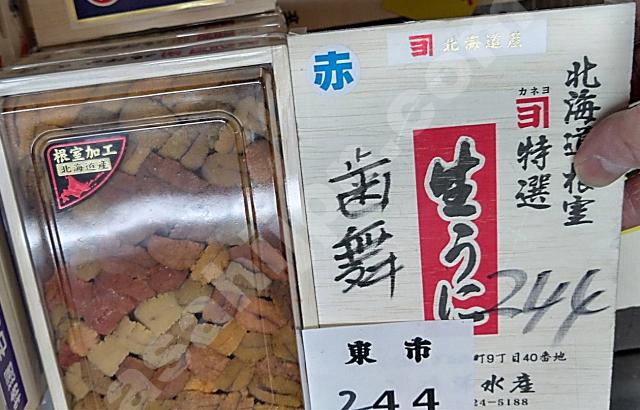 根室加工
北海道産
赤
ヨ 北海道産
北海道根室
カネヨ
ヨ特選
生うに
歯舞
244
町9丁目40番地
水産
24-5188
東市
244